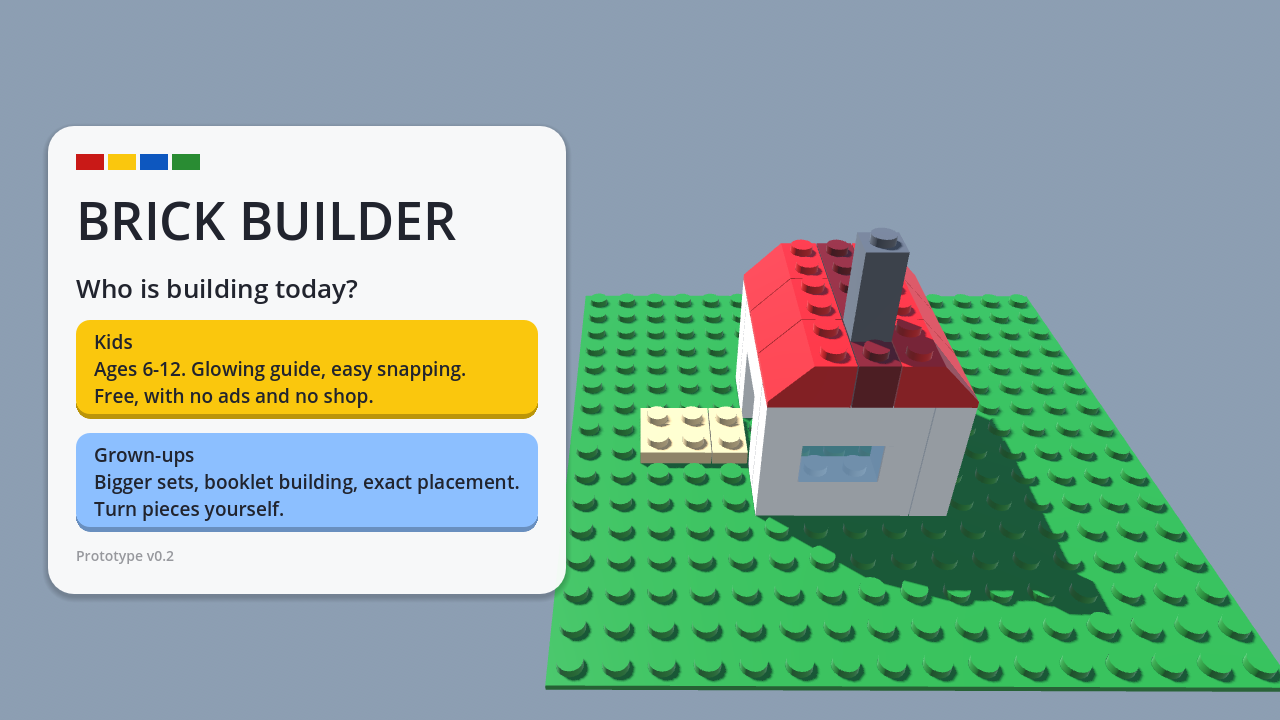 BRICK BUILDER
Who is building today?
Kids
Ages 6-12. Glowing guide, easy snapping.
Free, with no ads and no shop.
Grown-ups
Bigger sets, booklet building, exact placement.
Turn pieces yourself.
Prototype v0.2